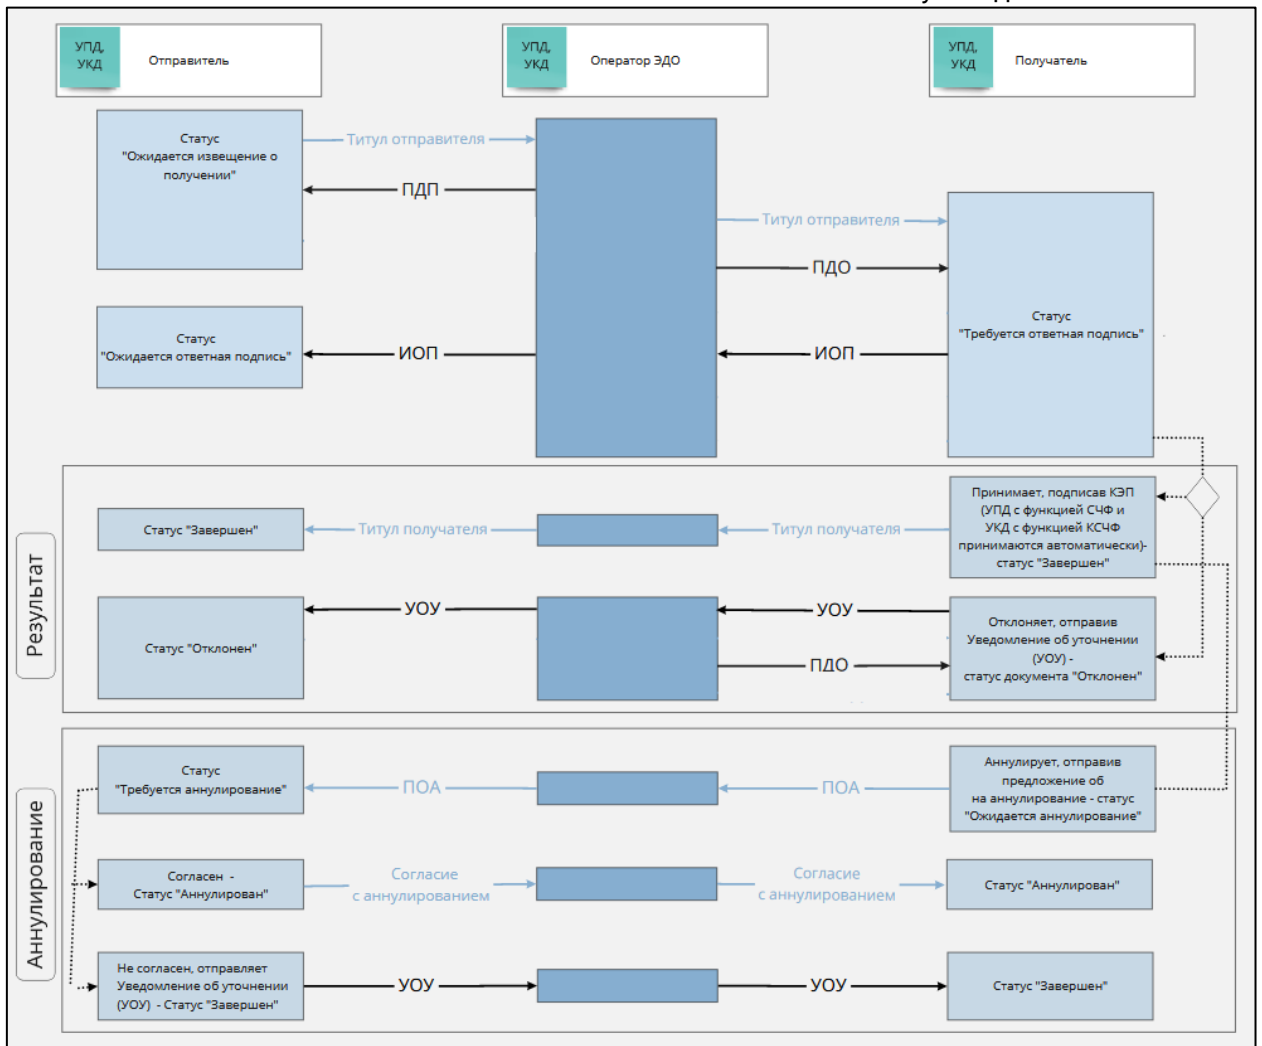 УПД,
УКД
Отправитель
УПД,
УКД
Оператор ЭДО
УПД,
УКД
Получатель
Статус
"Ожидается извещение о
получении"
Титул отправителя
ПДП
Титул отправителя
ПДО
Статус
"Требуется ответная подпись"
Статус
"Ожидается ответная подпись"
ИОП
ИОП
Результат
Статус "Завершен"
Титул получателя
Титул получателя
Принимает, подписав КЭП
(УПД с функцией СЧФ и
УКД с функцией КСЧФ
принимаются автоматически)-
статус "Завершен"
Статус "Отклонен"
УОУ
УОУ
ПДО
Отклоняет, отправив
Уведомление об уточнении
(УОУ) -
статус документа "Отклонен"
Аннулирование
Статус
"Требуется аннулирование"
ПОА
ПОА
Аннулирует, отправив
предложение об
на аннулирование - статус
"Ожидается аннулирование"
Согласен -
Статус "Аннулирован"
Согласие
с аннулированием
Согласие
с аннулированием
Статус "Аннулирован"
Не согласен, отправляет
Уведомление об уточнении
(УОУ) - Статус "Завершен"
УОУ
УОУ
Статус "Завершен"